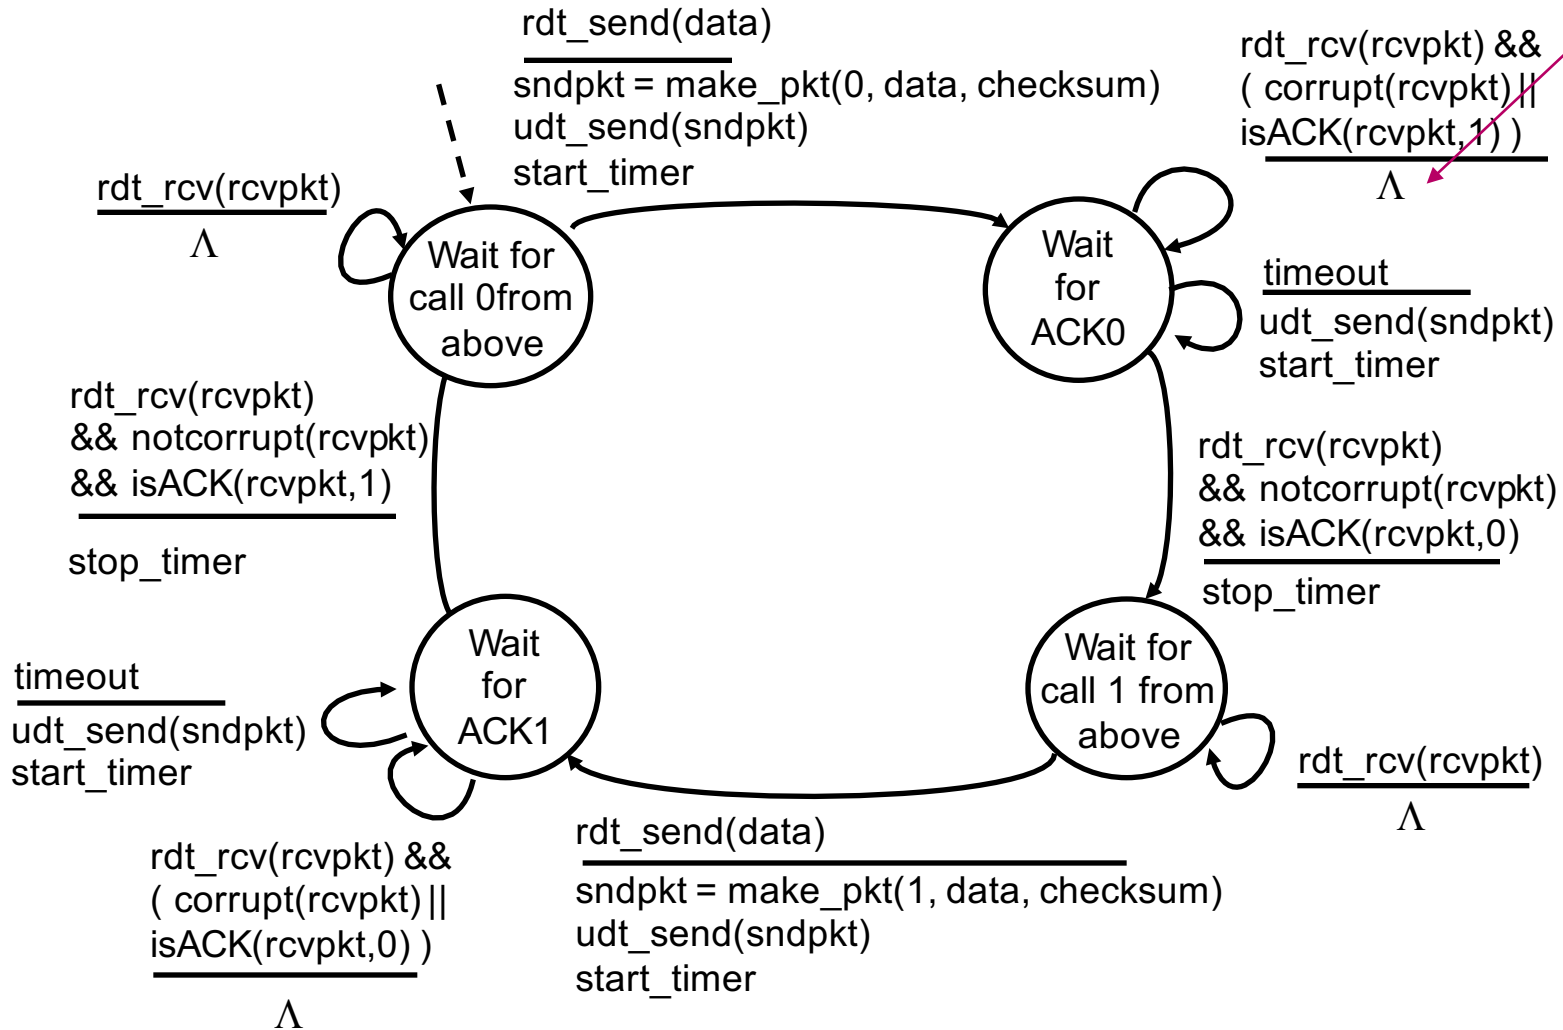 rdt_send(data)
sndpkt = make_pkt(0, data, checksum)
udt_send(sndpkt)
start_timer
rdt_rcv(rcvpkt) &&
( corrupt(rcvpkt) ||
isACK(rcvpkt,1) )
Λ
rdt_rcv(rcvpkt)
Λ
Wait for
call 0from
above
Wait
for
ACK0
timeout
udt_send(sndpkt)
start_timer
rdt_rcv(rcvpkt)
&& notcorrupt(rcvpkt)
&& isACK(rcvpkt,1)
stop_timer
rdt_rcv(rcvpkt)
&& notcorrupt(rcvpkt)
&& isACK(rcvpkt,0)
stop_timer
Wait
for
ACK1
Wait for
call 1 from
above
timeout
udt_send(sndpkt)
start_timer
rdt_rcv(rcvpkt)
Λ
rdt_rcv(rcvpkt) &&
( corrupt(rcvpkt) ||
isACK(rcvpkt,0) )
Λ
rdt_send(data)
sndpkt = make_pkt(1, data, checksum)
udt_send(sndpkt)
start_timer